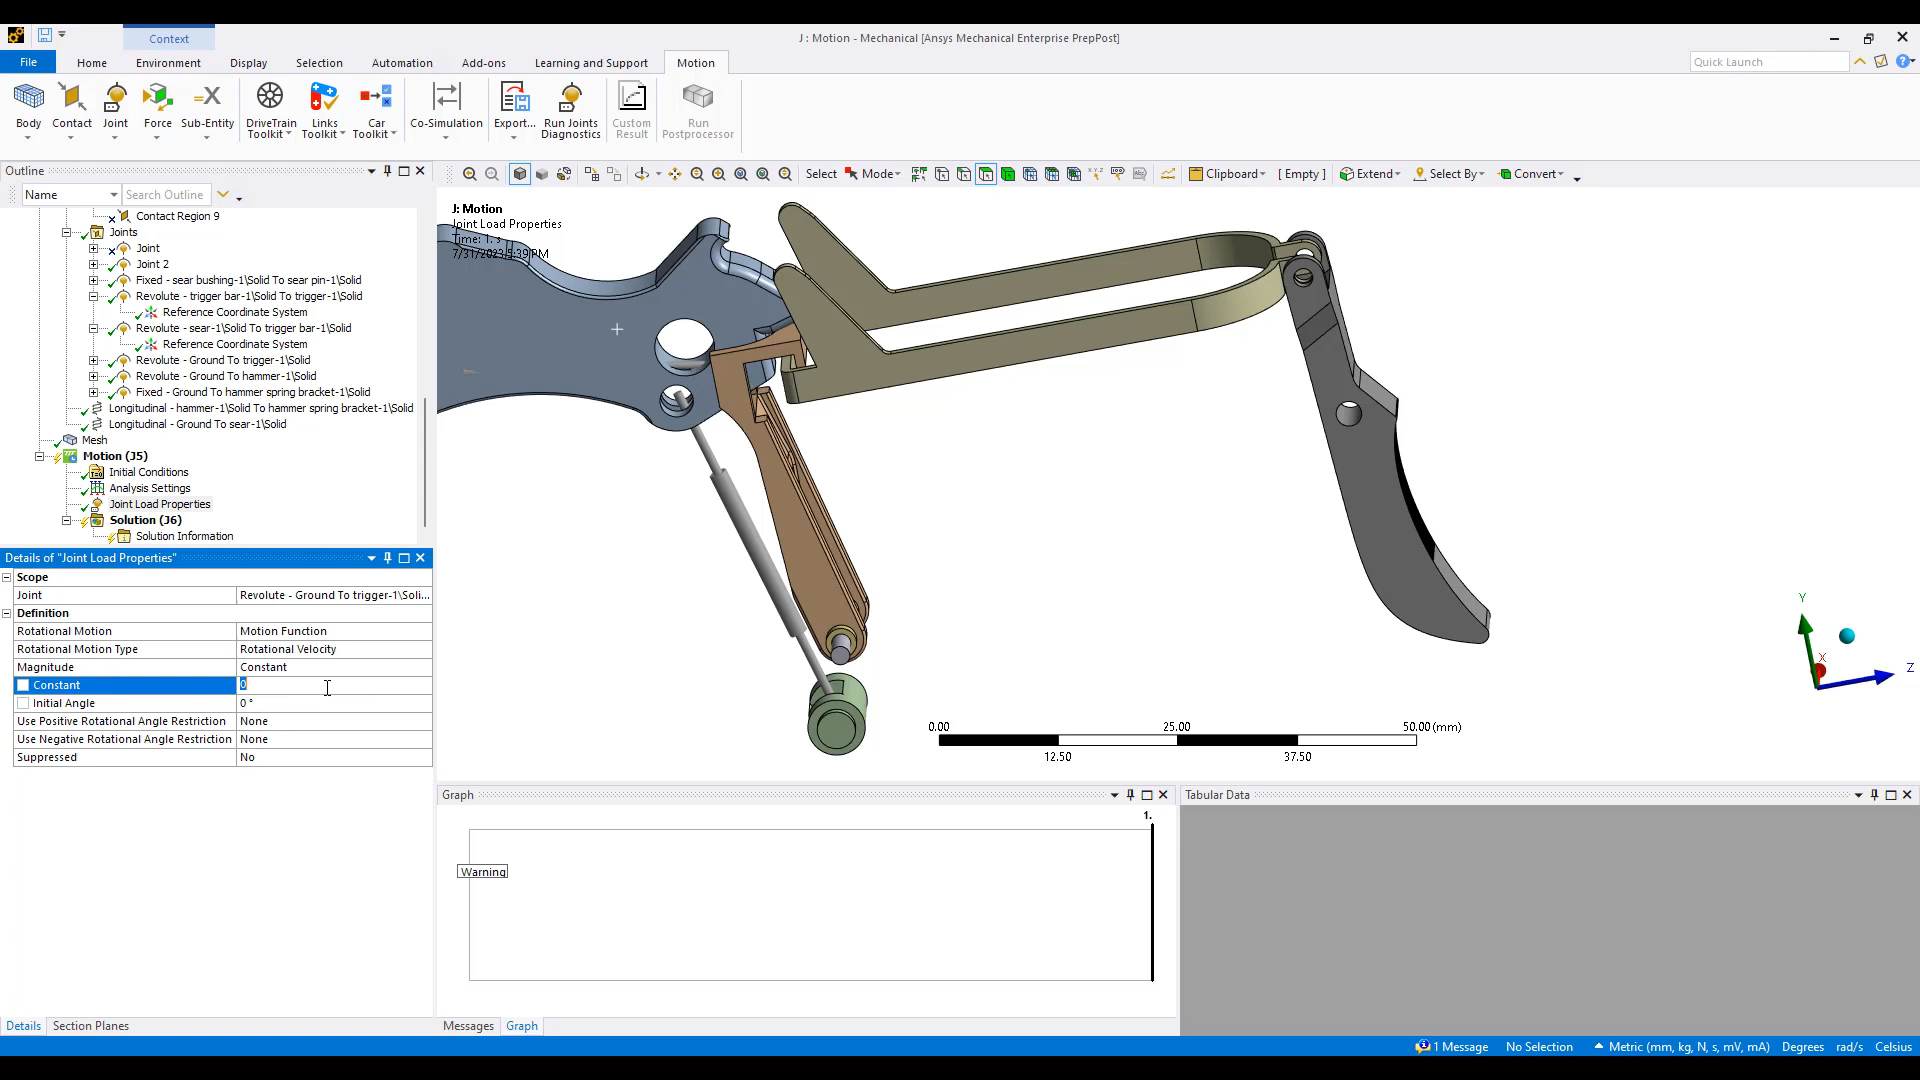 Context
J : Motion - Mechanical [Ansys Mechanical Enterprise PrepPost]
File Home Environment Display Selection Automation Add-ons Learning and Support Motion
Quick Launch
Body Contact Joint Force Sub-Entity DriveTrain Toolkit Links Toolkit Car Toolkit Co-Simulation Export... Run Joints Diagnostics Custom Result Run Postprocessor
Outline
Name Search Outline
Select Mode Clipboard [ Empty ] Extend Select By Convert
Contact Region 9
Joints
Joint
Joint 2
Fixed - sear bushing-1\Solid To sear pin-1\Solid
Revolute - trigger bar-1\Solid To trigger-1\Solid
Reference Coordinate System
Revolute - sear-1\Solid To trigger bar-1\Solid
Reference Coordinate System
Revolute - Ground To trigger-1\Solid
Revolute - Ground To hammer-1\Solid
Fixed - Ground To hammer spring bracket-1\Solid
Longitudinal - hammer-1\Solid To hammer spring bracket-1\Solid
Longitudinal - Ground To sear-1\Solid
Mesh
Motion (J5)
Initial Conditions
Analysis Settings
Joint Load Properties
Solution (J6)
Solution Information
Details of "Joint Load Properties"
Scope
Joint Revolute - Ground To trigger-1\Soli...
Definition
Rotational Motion Motion Function
Rotational Motion Type Rotational Velocity
Magnitude Constant
Constant 0
Initial Angle 0 °
Use Positive Rotational Angle Restriction None
Use Negative Rotational Angle Restriction None
Suppressed No
Details Section Planes
J: Motion
Joint Load Properties
Time: 1. s
7/31/2023 5:39 PM
0.00 25.00 50.00 (mm)
12.50 37.50
Y
X
Z
Graph
1.
Warning
Messages Graph
Tabular Data
1 Message No Selection Metric (mm, kg, N, s, mV, mA) Degrees rad/s Celsius